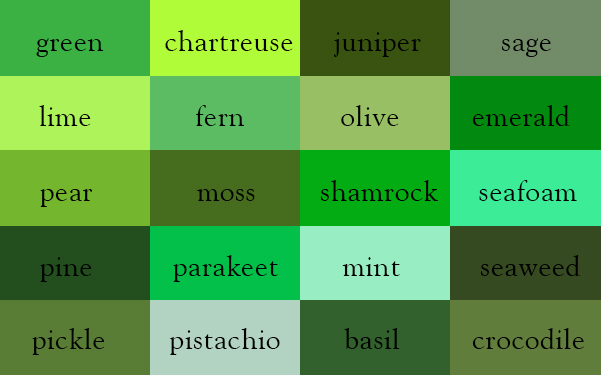 green chartreuse juniper sage
lime fern olive emerald
pear moss shamrock seafoam
pine parakeet mint seaweed
pickle pistachio basil crocodile